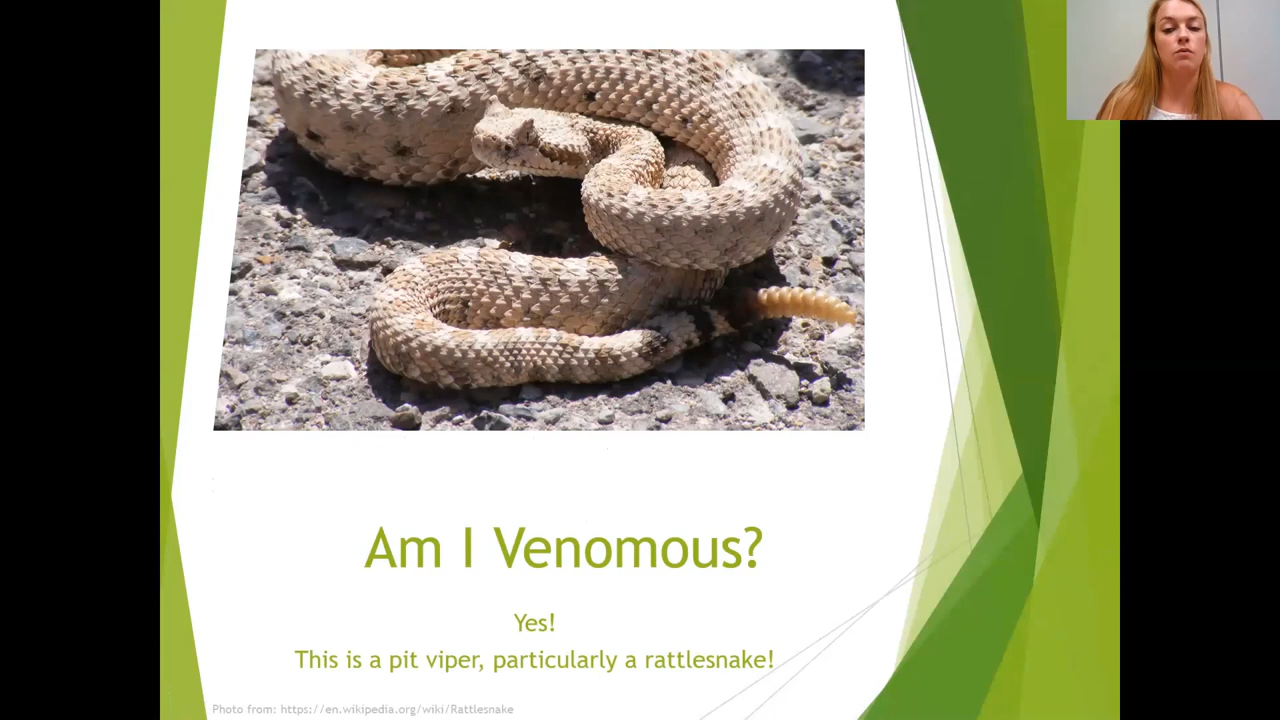 Am I Venomous?
Yes!
This is a pit viper, particularly a rattlesnake!
Photo from: https://en.wikipedia.org/wiki/Rattlesnake